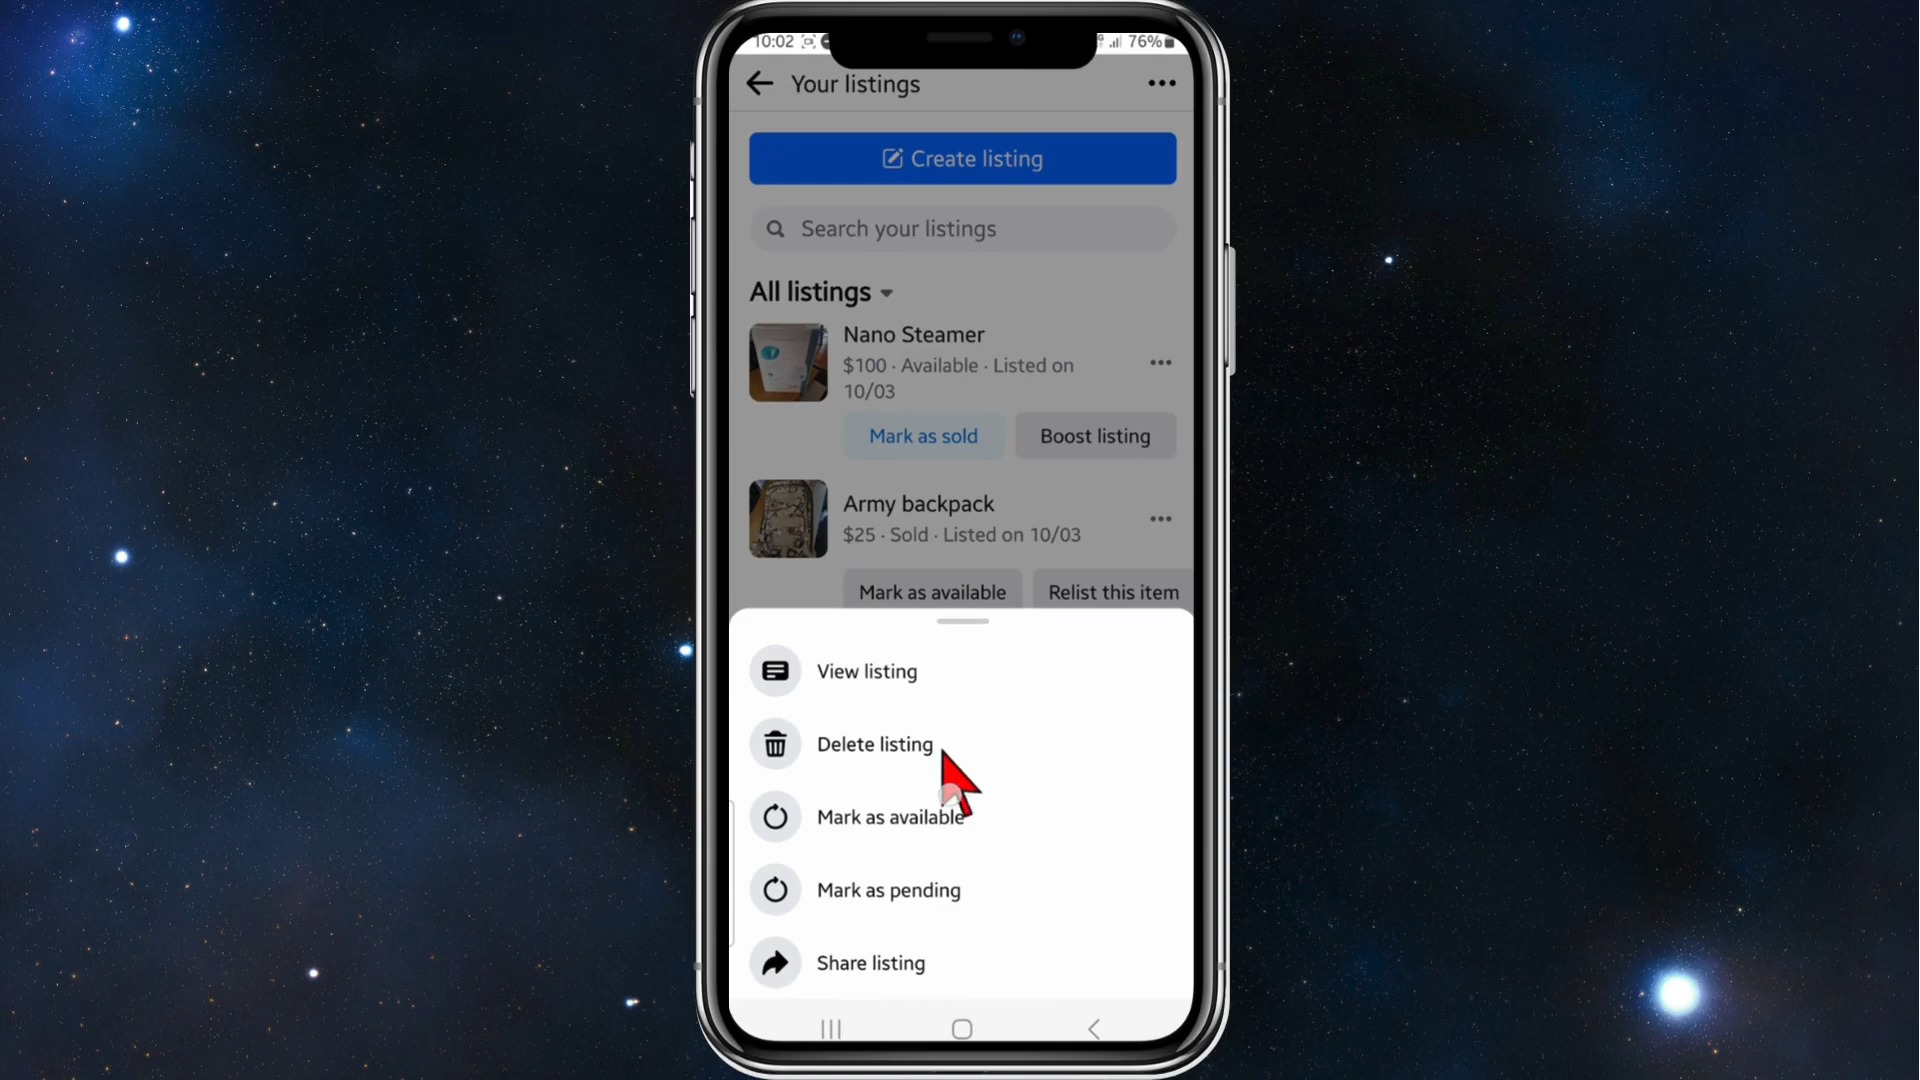 10:02
76%
Your listings
Create listing
Search your listings
All listings
Nano Steamer
$100 · Available · Listed on
10/03
Mark as sold
Boost listing
Army backpack
$25 · Sold · Listed on 10/03
Mark as available
Relist this item
View listing
Delete listing
Mark as available
Mark as pending
Share listing